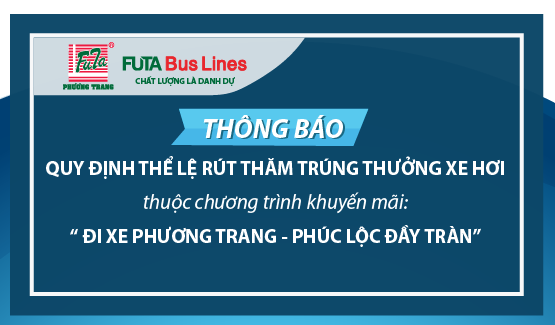 FuTa ®
PHƯƠNG TRANG
FUTA Bus Lines
CHẤT LƯỢNG LÀ DANH DỰ
THÔNG BÁO
QUY ĐỊNH THỂ LỆ RÚT THĂM TRÚNG THƯỞNG XE HƠI
thuộc chương trình khuyến mãi:
“ ĐI XE PHƯƠNG TRANG - PHÚC LỘC ĐẦY TRÀN”